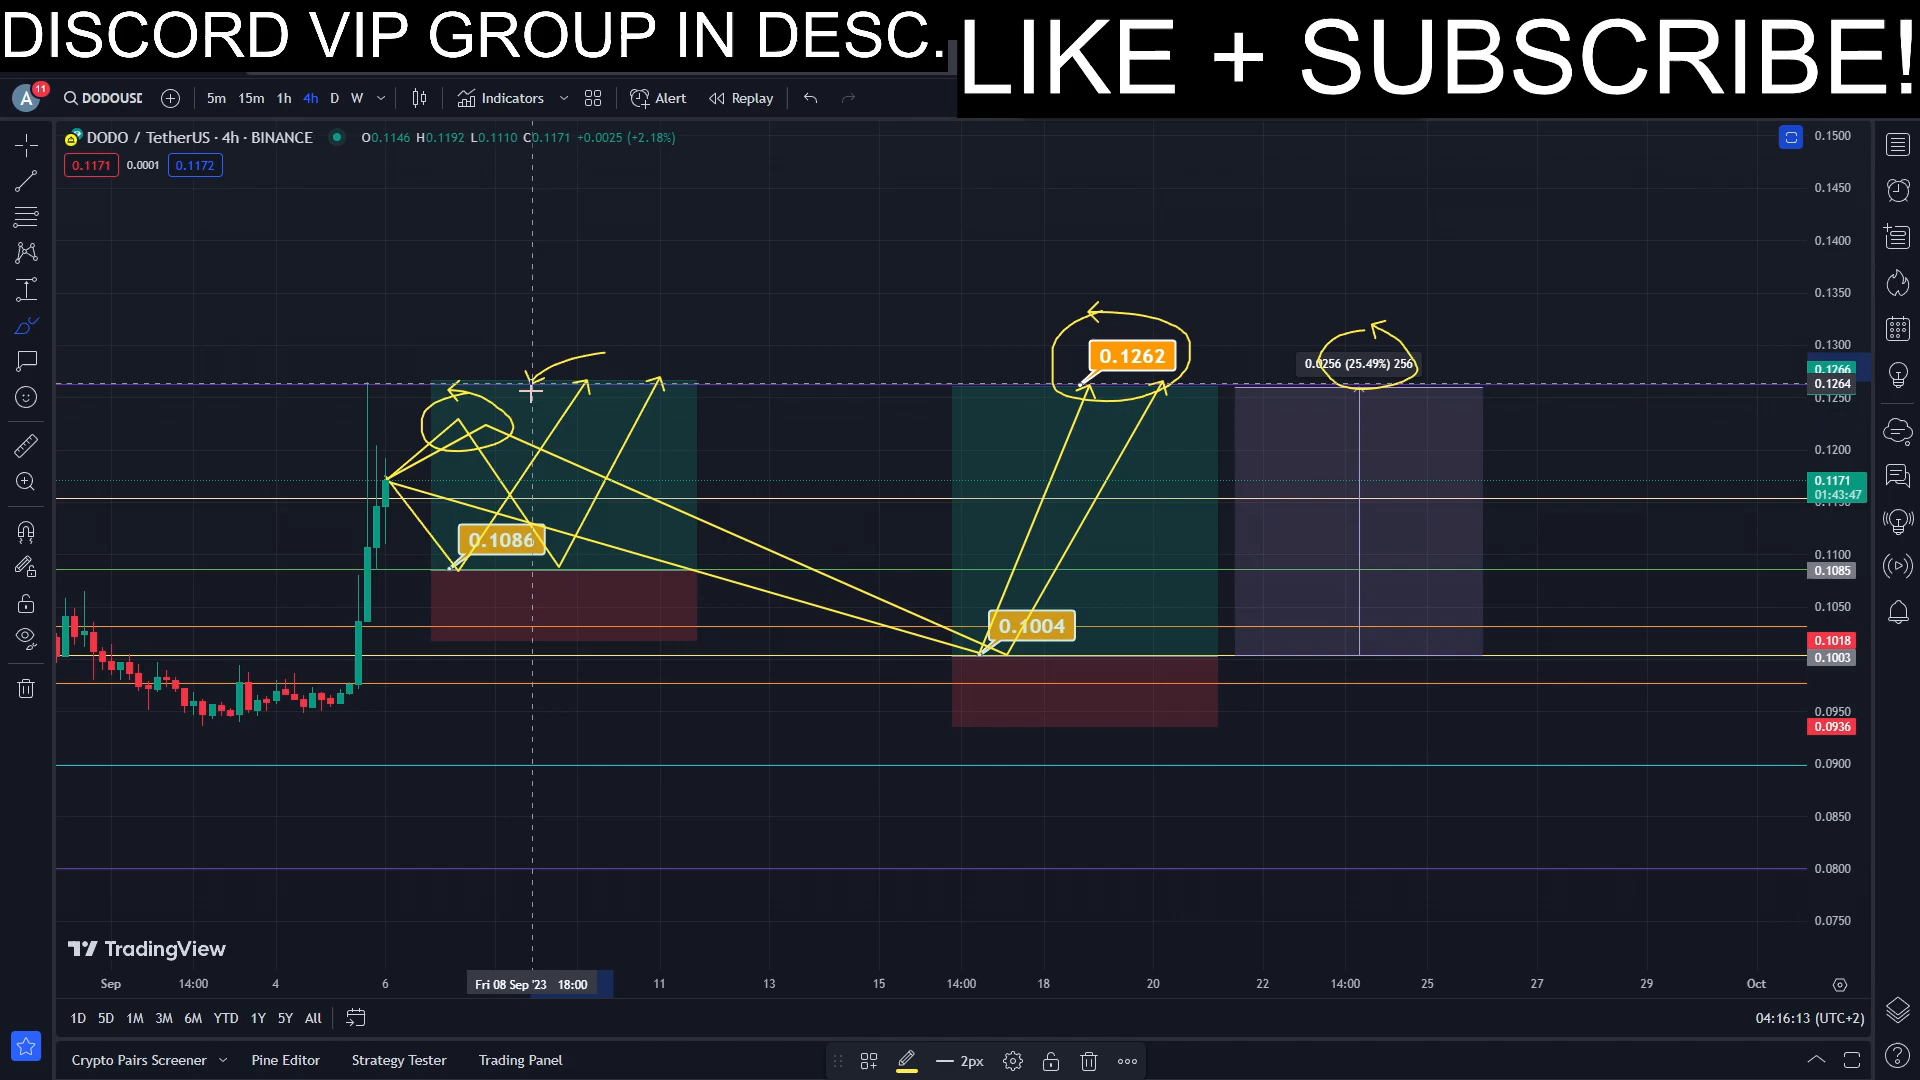 DISCORD VIP GROUP IN DESC.
LIKE + SUBSCRIBE!
A 11 DODOUSD 5m 15m 1h 4h D W Indicators Alert Replay
DODO / TetherUS · 4h · BINANCE O0.1146 H0.1192 L0.1110 C0.1171 +0.0025 (+2.18%)
0.1171 0.0001 0.1172
0.1500
0.1450
0.1400
0.1350
0.1300
0.1262
0.0256 (25.49%) 256
0.1266
0.1264
0.1250
0.1200
0.1171
01:43:47
0.1150
0.1086
0.1100
0.1085
0.1050
0.1004
0.1018
0.1003
0.0950
0.0936
0.0900
0.0850
0.0800
0.0750
TradingView
Sep 14:00 4 6 Fri 08 Sep '23 18:00 11 13 15 14:00 18 20 22 14:00 25 27 29 Oct
1D 5D 1M 3M 6M YTD 1Y 5Y All 04:16:13 (UTC+2)
Crypto Pairs Screener Pine Editor Strategy Tester Trading Panel 2px